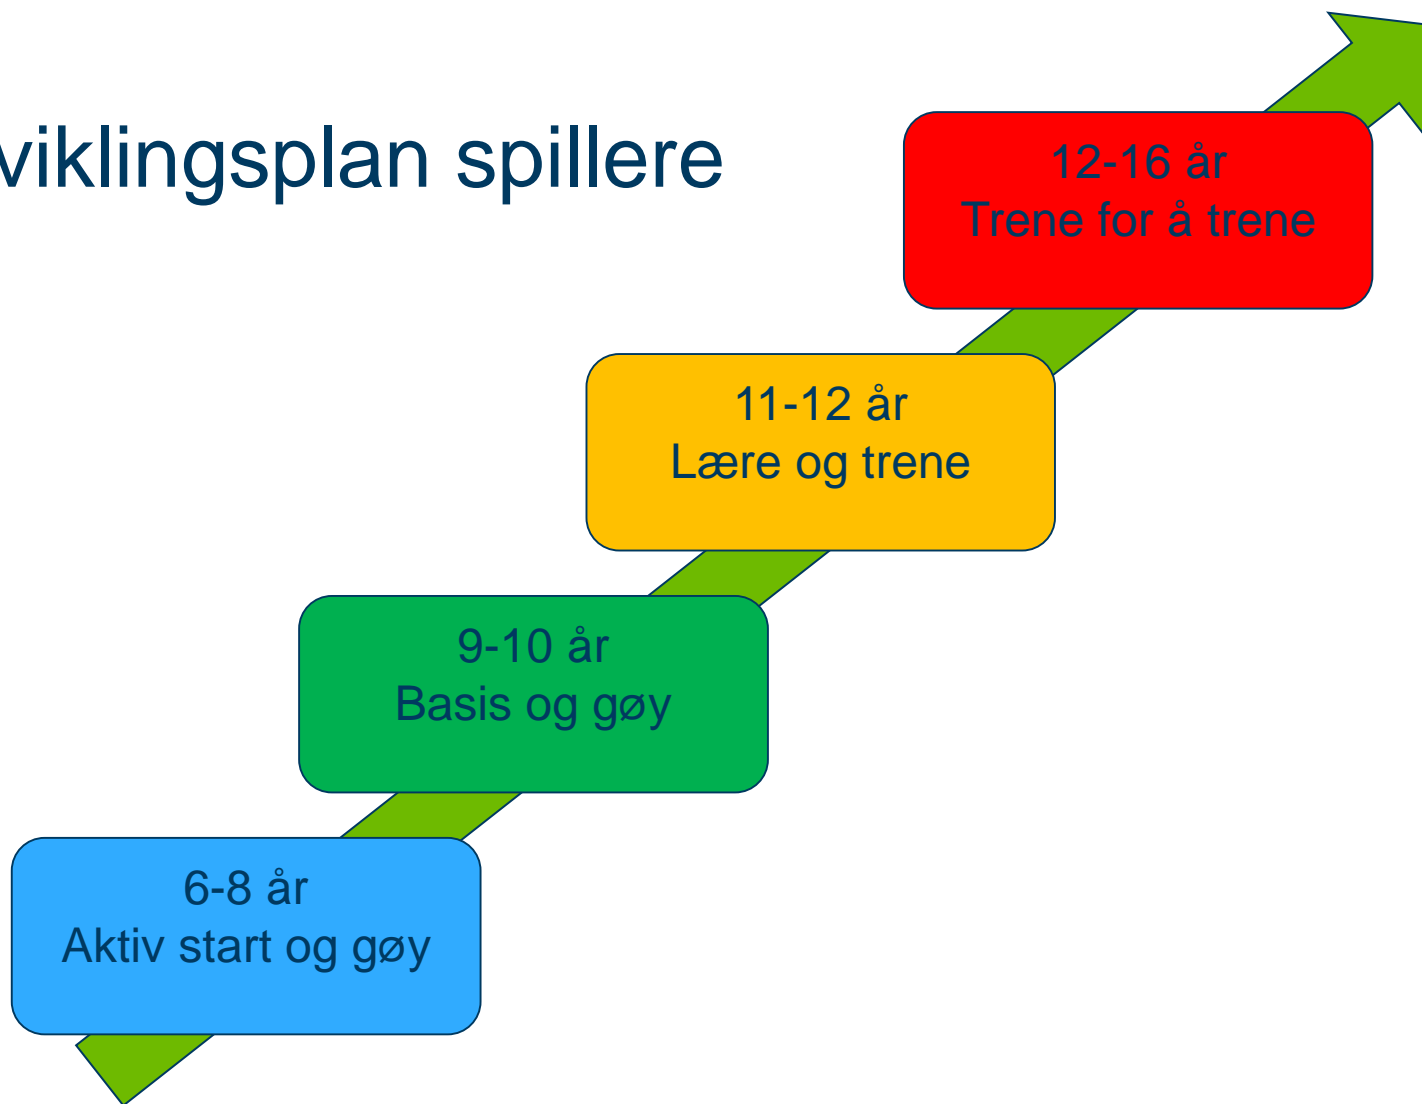 viklingsplan spillere
12-16 år
Trene for å trene
11-12 år
Lære og trene
9-10 år
Basis og gøy
6-8 år
Aktiv start og gøy